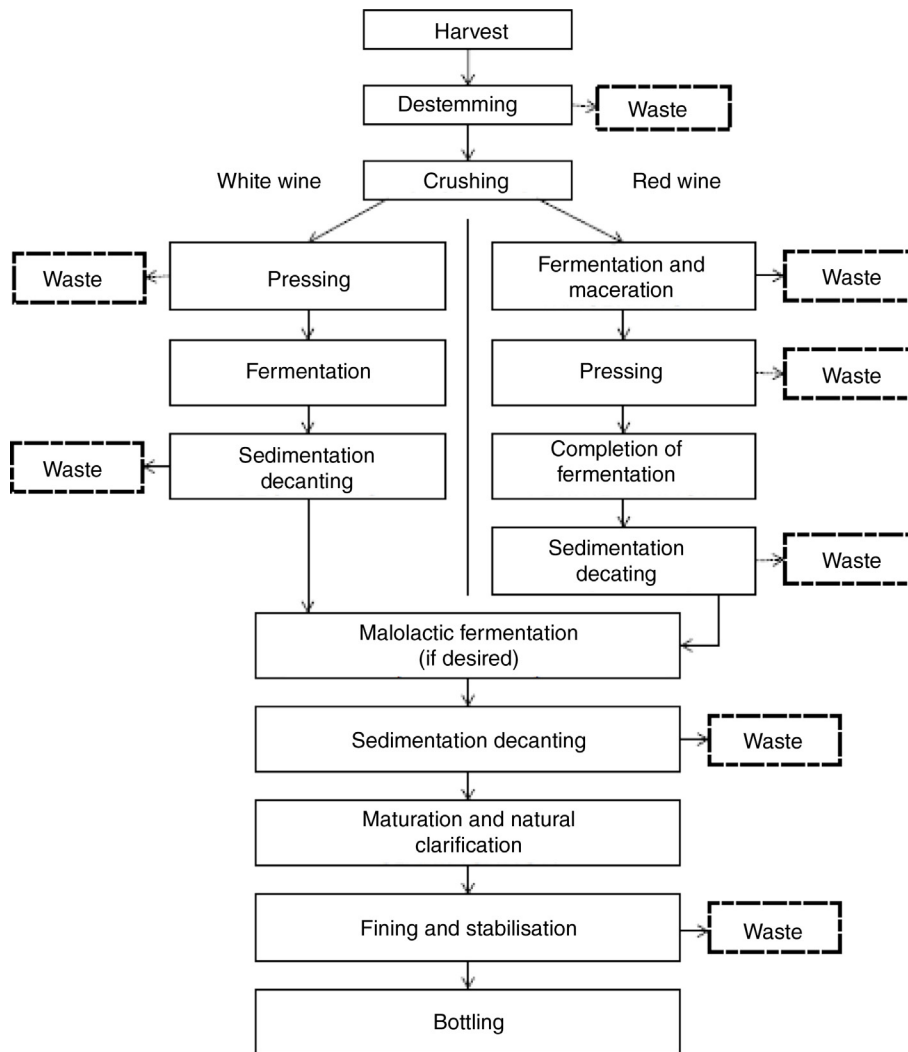 Harvest
Destemming
Waste
White wine
Crushing
Red wine
Waste
Pressing
Fermentation and
maceration
Waste
Fermentation
Pressing
Waste
Waste
Sedimentation
decanting
Completion of
fermentation
Sedimentation
decating
Waste
Malolactic fermentation
(if desired)
Sedimentation decanting
Waste
Maturation and natural
clarification
Fining and stabilisation
Waste
Bottling